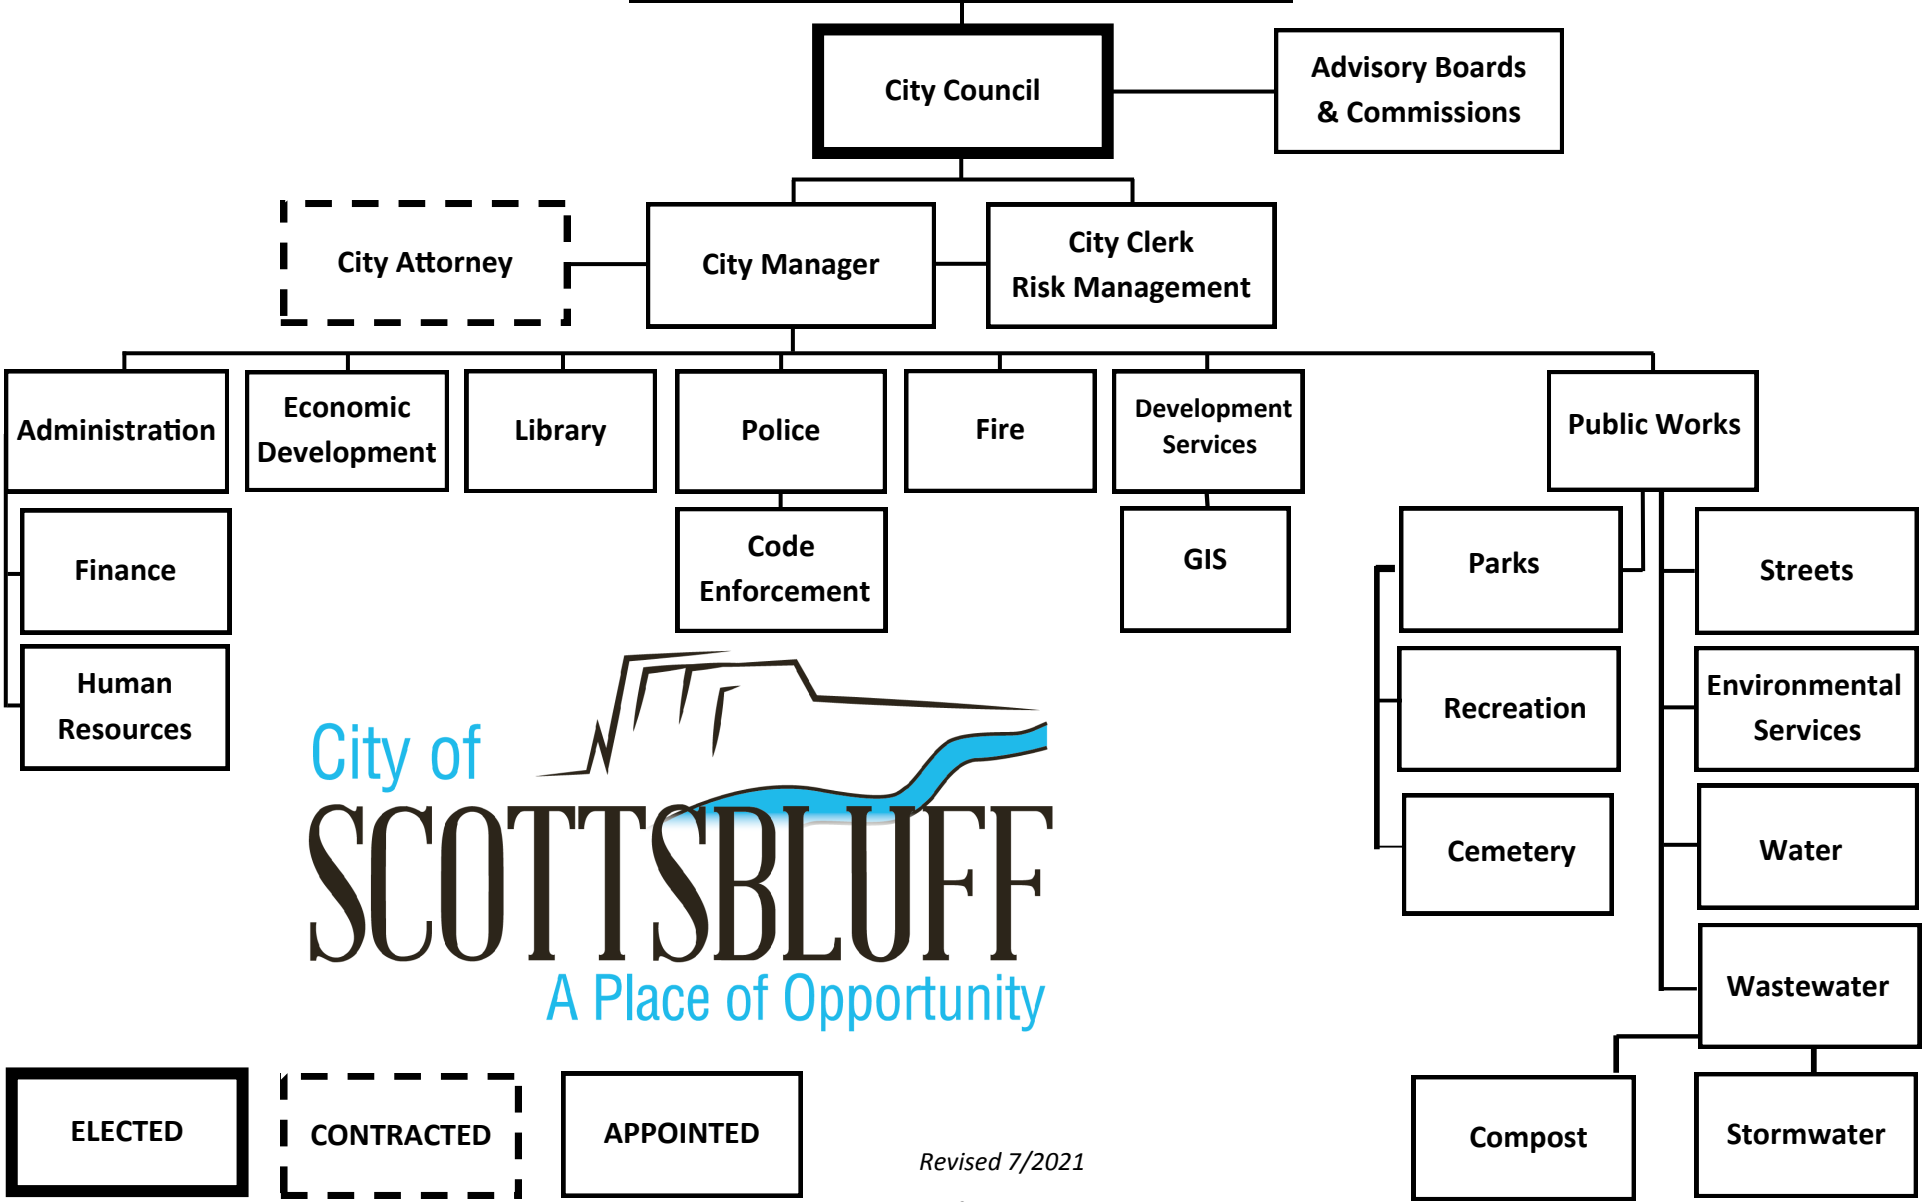 City Council
Advisory Boards
& Commissions
City Attorney
City Manager
City Clerk
Risk Management
Administration
Economic
Development
Library
Police
Fire
Development
Services
Public Works
Finance
Code
Enforcement
GIS
Parks
Streets
Human
Resources
Recreation
Environmental
Services
Cemetery
Water
City of
SCOTTSBLUFF
A Place of Opportunity
Wastewater
Compost
Stormwater
ELECTED
CONTRACTED
APPOINTED
Revised 7/2021